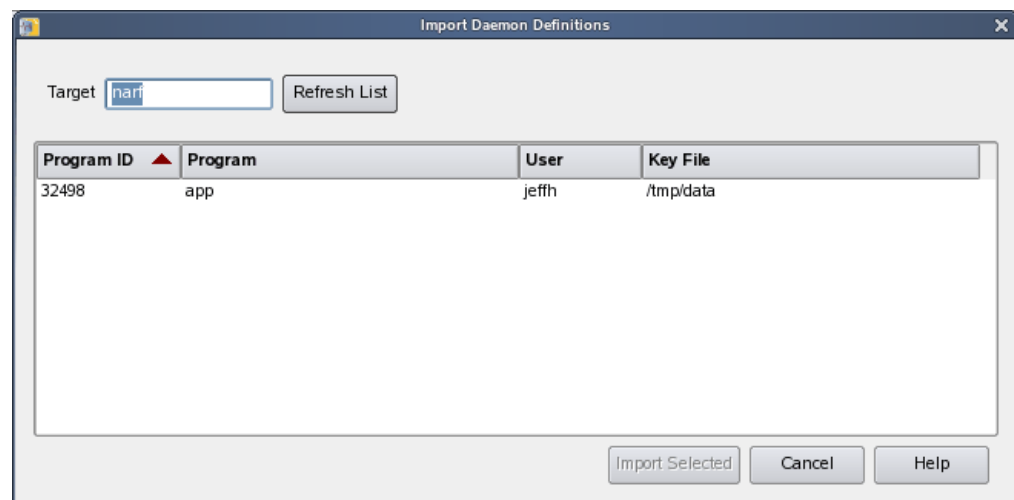 Import Daemon Definitions
Target narf Refresh List
Program ID Program User Key File
32498 app jeffh /tmp/data
Import Selected Cancel Help